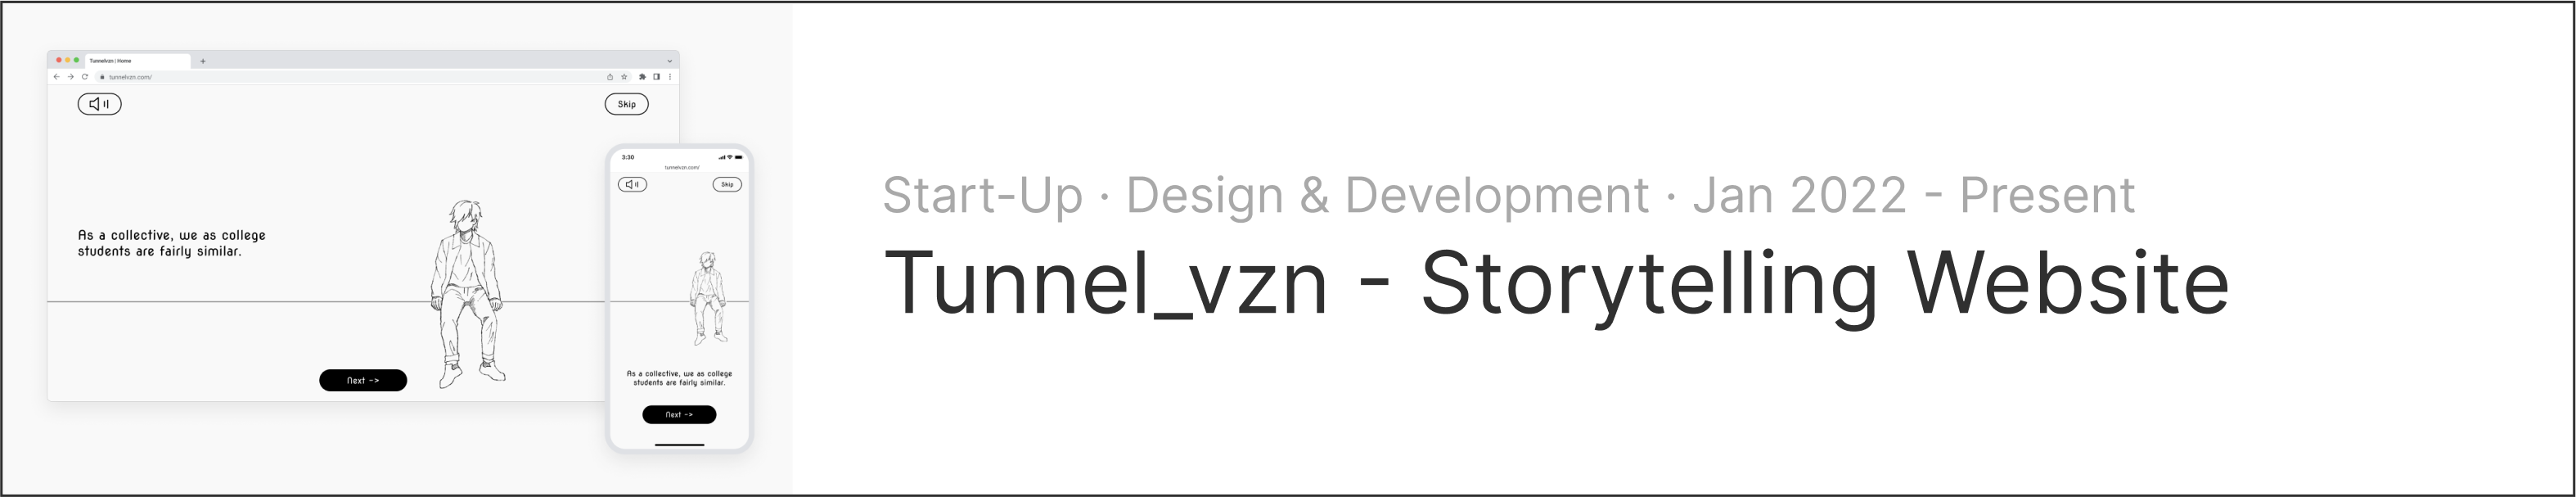 Tunnelvzn | Home
tunnelvzn.com/
Skip
As a collective, we as college
students are fairly similar.
Next ->
3:30
tunnelvzn.com/
Skip
As a collective, we as college
students are fairly similar.
Next ->
Start-Up · Design & Development · Jan 2022 - Present
Tunnel_vzn - Storytelling Website